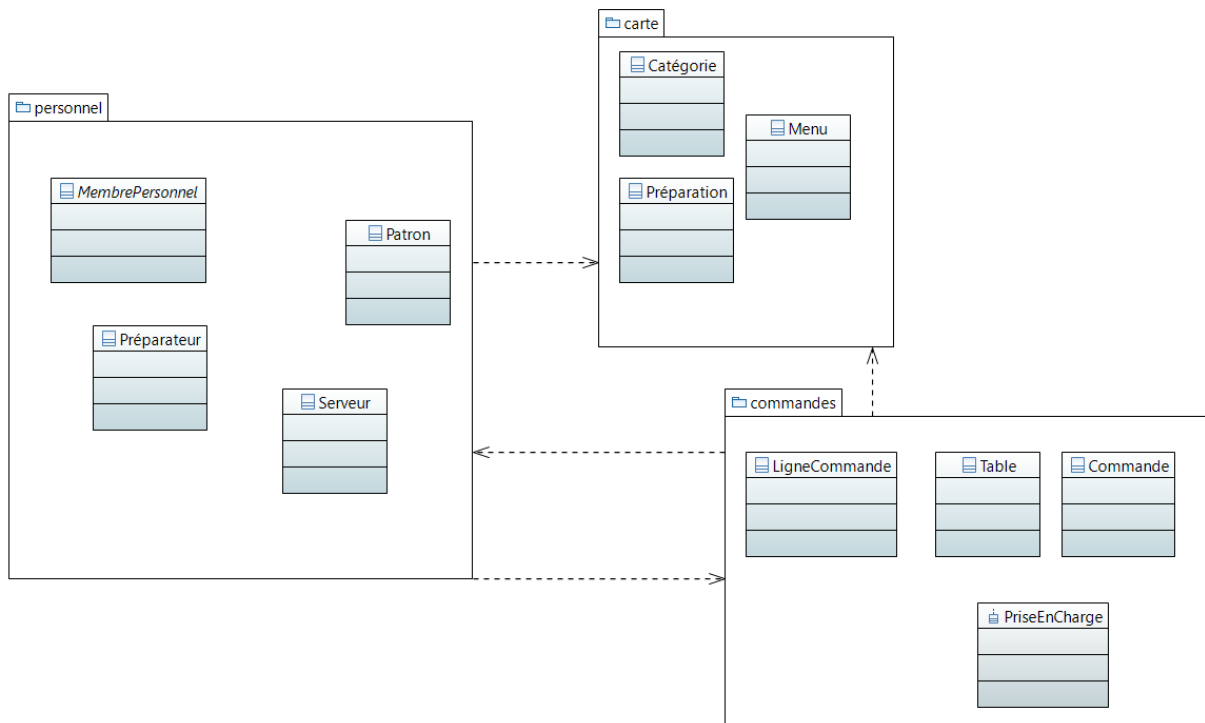 carte
Catégorie
Menu
Préparation
personnel
MembrePersonnel
Patron
Préparateur
Serveur
commandes
LigneCommande
Table
Commande
PriseEnCharge